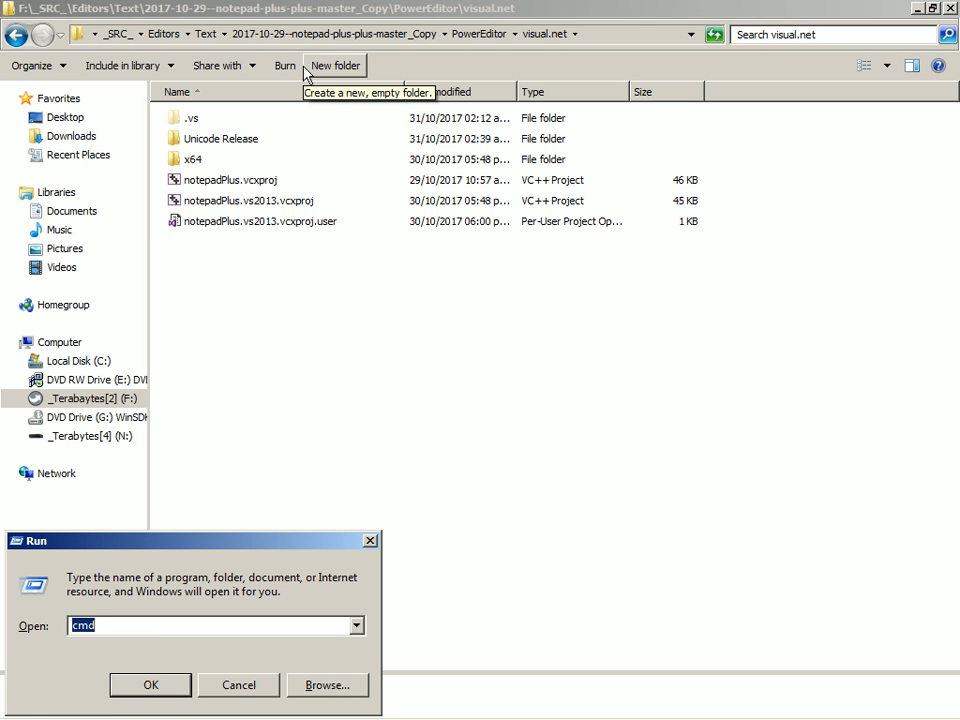 F:\_SRC_\Editors\Text\2017-10-29--notepad-plus-plus-master_Copy\PowerEditor\visual.net
_SRC_ Editors Text 2017-10-29--notepad-plus-plus-master_Copy PowerEditor visual.net
Search visual.net
Organize Include in library Share with Burn New folder
Create a new, empty folder.
Name modified Type Size
Favorites
Desktop
Downloads
Recent Places
Libraries
Documents
Music
Pictures
Videos
Homegroup
Computer
Local Disk (C:)
DVD RW Drive (E:) DVI
_Terabaytes[2] (F:)
DVD Drive (G:) WinSDK
_Terabytes[4] (N:)
Network
.vs 31/10/2017 02:12 a... File folder
Unicode Release 31/10/2017 02:39 a... File folder
x64 30/10/2017 05:48 p... File folder
notepadPlus.vcxproj 29/10/2017 10:57 a... VC++ Project 46 KB
notepadPlus.vs2013.vcxproj 30/10/2017 05:48 p... VC++ Project 45 KB
notepadPlus.vs2013.vcxproj.user 30/10/2017 06:00 p... Per-User Project Op... 1 KB
Run
Type the name of a program, folder, document, or Internet
resource, and Windows will open it for you.
Open: cmd
OK Cancel Browse...